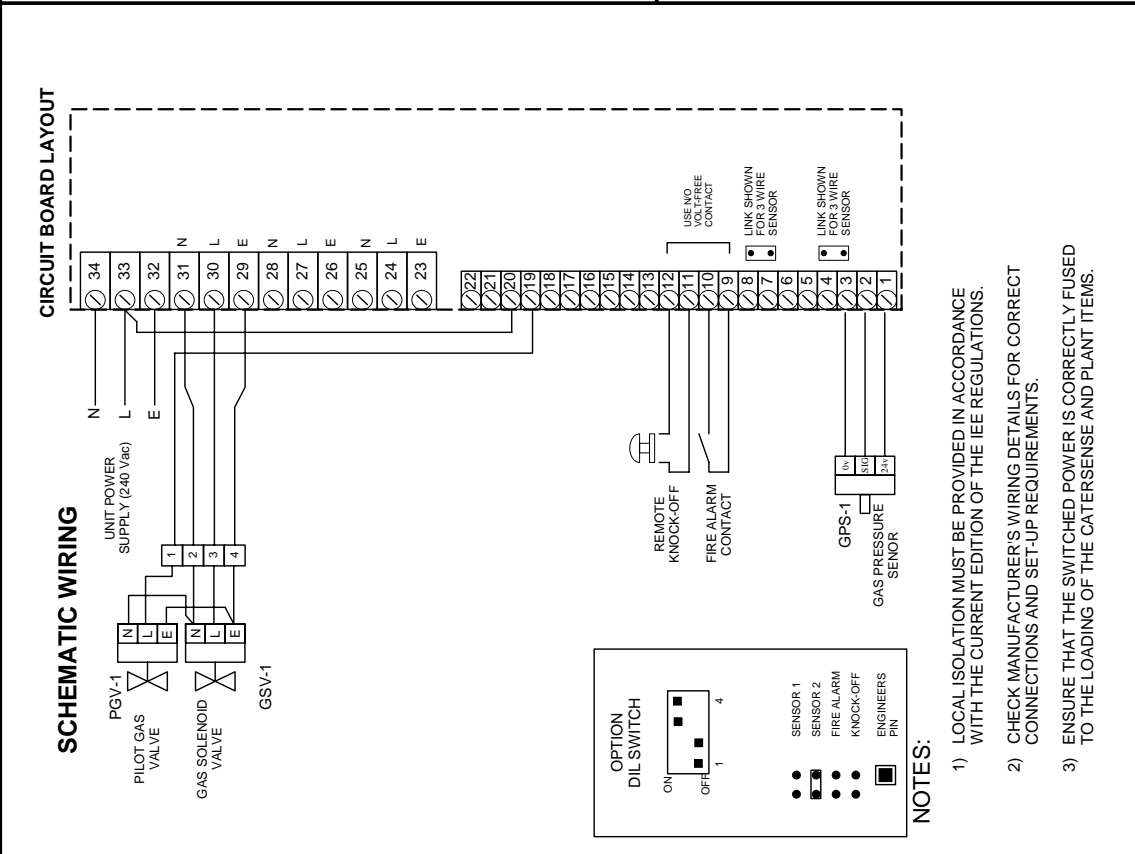 CIRCUIT BOARD LAYOUT
34
33
32
31
30
29
28
27
26
25
24
23
N
L
E
N
L
E
N
L
E
22
21
20
19
18
17
16
15
14
13
12
11
10
9
8
7
6
5
4
3
2
1
USE N/O
VOLT-FREE
CONTACT
LINK SHOWN
FOR 3 WIRE
SENSOR
LINK SHOWN
FOR 3 WIRE
SENSOR
SCHEMATIC WIRING
N
L
E
UNIT POWER
SUPPLY (240 Vac)
1
2
3
4
N
L
E
N
L
E
PGV-1
PILOT GAS
VALVE
GAS SOLENOID
VALVE
GSV-1
REMOTE
KNOCK-OFF
FIRE ALARM
CONTACT
0v
SIG
24v
GPS-1
GAS PRESSURE
SENOR
OPTION
DIL SWITCH
ON
OFF
1
4
SENSOR 1
SENSOR 2
FIRE ALARM
KNOCK-OFF
ENGINEERS
PIN
NOTES:
1) LOCAL ISOLATION MUST BE PROVIDED IN ACCORDANCE
WITH THE CURRENT EDITION OF THE IEE REGULATIONS.
2) CHECK MANUFACTURER'S WIRING DETAILS FOR CORRECT
CONNECTIONS AND SET-UP REQUIREMENTS.
3) ENSURE THAT THE SWITCHED POWER IS CORRECTLY FUSED
TO THE LOADING OF THE CATERSENSE AND PLANT ITEMS.